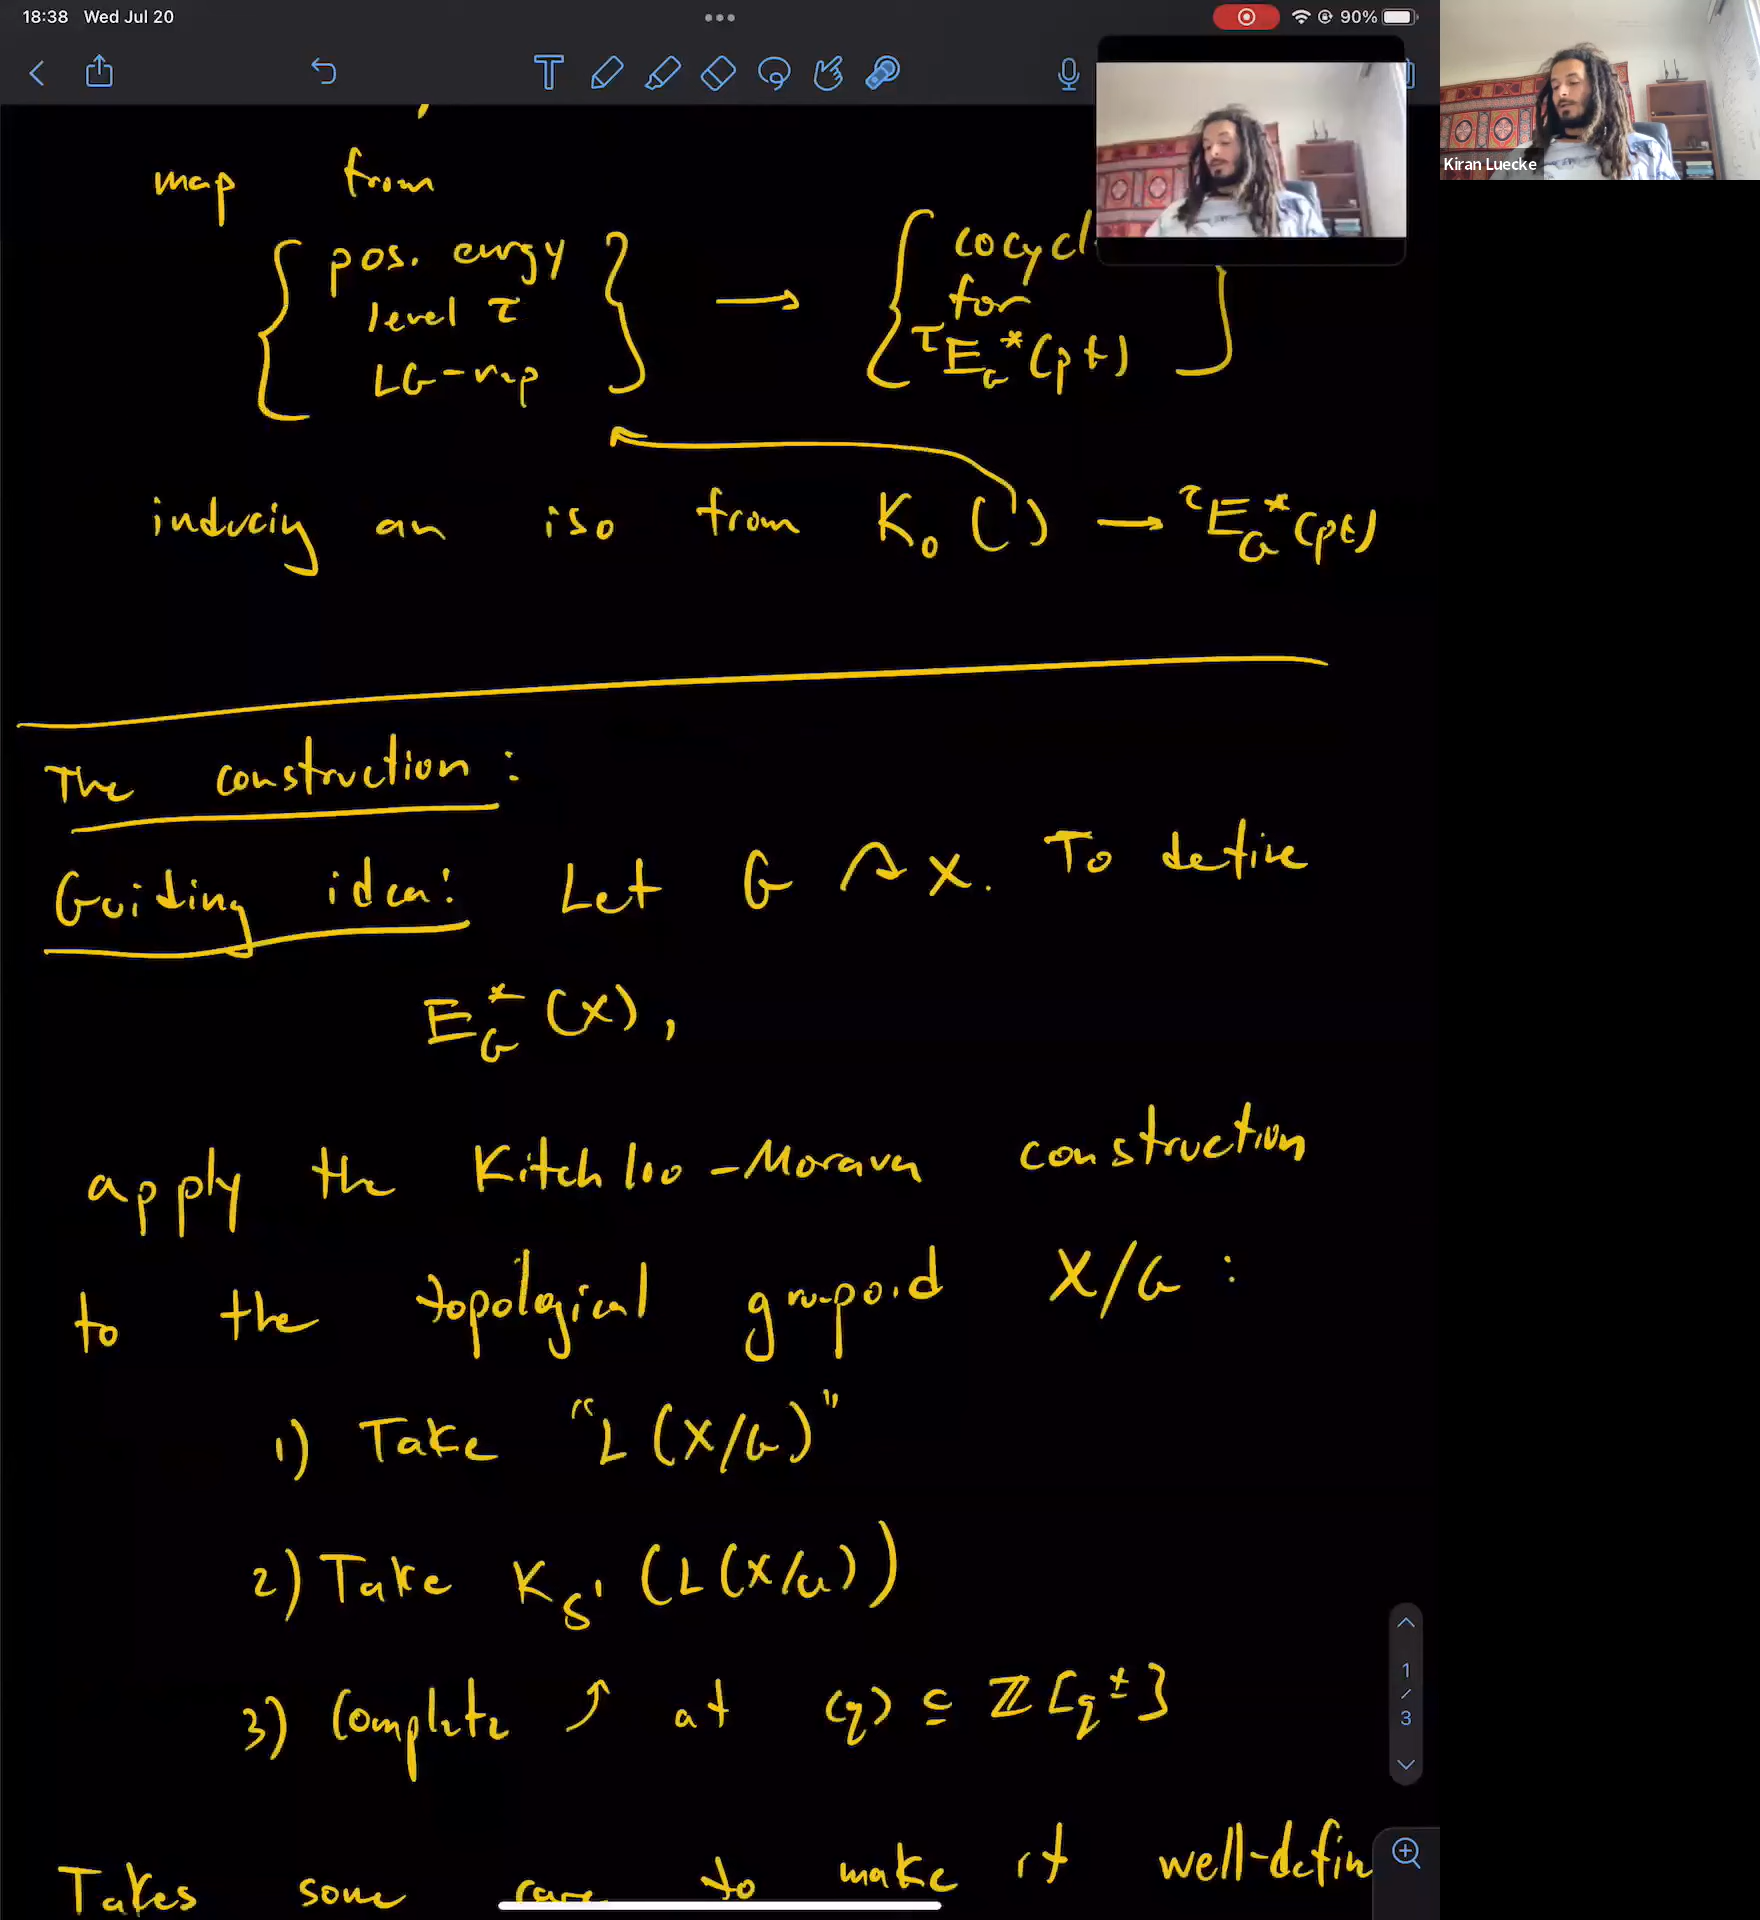 18:38 Wed Jul 20
90%
Kiran Luecke
map from
{ pos. energy level τ LG-rep } → { cocycl for τE_G^*(pt) }
inducing an iso from K₀( ) → τE_G^*(pt)
The construction:
Guiding idea: Let G ↷ X. To define
E_G^*(X),
apply the Kitchloo-Morava construction
to the topological groupoid X/G:
1) Take "L(X/G)"
2) Take K_S¹(L(X/G))
3) Complete ↑ at (q) ⊆ ℤ[q^±]
1/3
Takes some care to make it well-defin